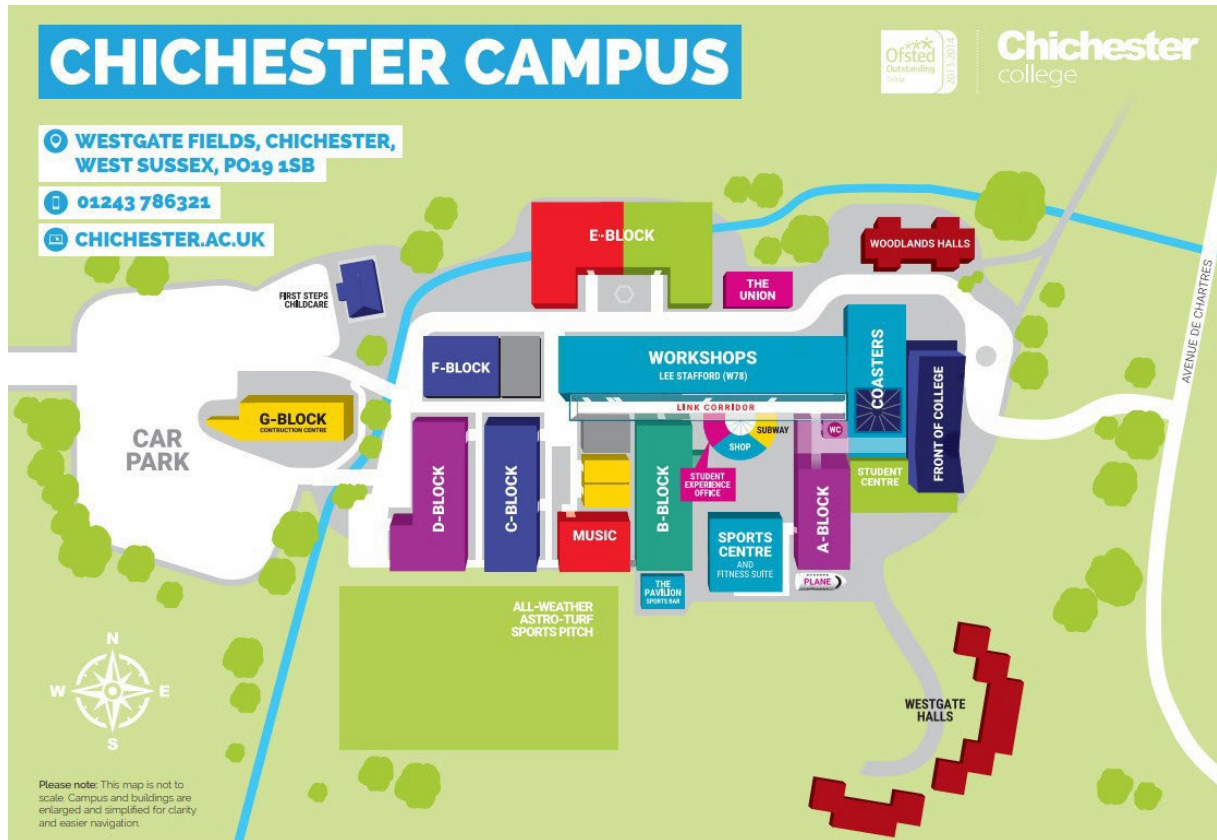 CHICHESTER CAMPUS
Ofsted
Outstanding
2013|2014
Chichester
college
WESTGATE FIELDS, CHICHESTER,
WEST SUSSEX, PO19 1SB
01243 786321
CHICHESTER.AC.UK
E-BLOCK
WOODLANDS HALLS
THE
UNION
FIRST STEPS
CHILDCARE
AVENUE DE CHARTRES
F-BLOCK
WORKSHOPS
LEE STAFFORD (W78)
COASTERS
LINK CORRIDOR
FRONT OF COLLEGE
G-BLOCK
CONTRUCTION CENTRE
CAR
PARK
SUBWAY
WC
SHOP
STUDENT
EXPERIENCE
OFFICE
STUDENT
CENTRE
D-BLOCK
C-BLOCK
B-BLOCK
A-BLOCK
MUSIC
SPORTS
CENTRE
AND
FITNESS SUITE
THE
PAVILION
SPORTS BAR
PLANE
ALL-WEATHER
ASTRO-TURF
SPORTS PITCH
N
W
E
S
WESTGATE
HALLS
Please note: This map is not to
scale. Campus and buildings are
enlarged and simplified for clarity
and easier navigation.